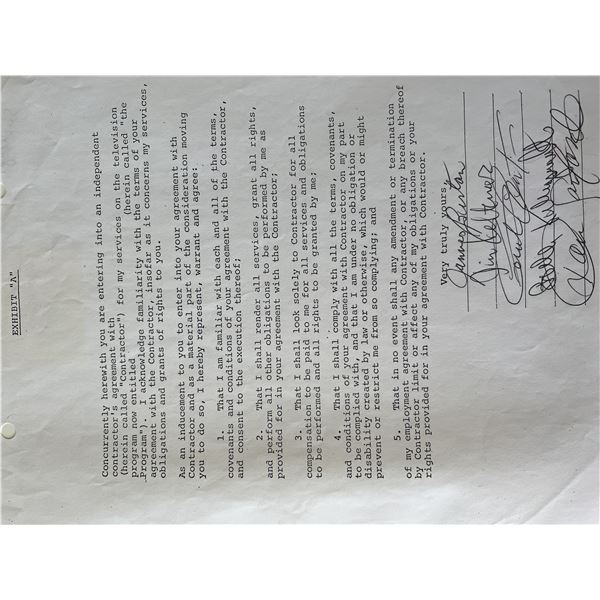 EXHIBIT "A"
Concurrently herewith you are entering into an independent
contractor's agreement with
(herein called "Contractor") for my services on the television
program now entitled (herein called "the
Program"). I acknowledge familiarity with the terms of your
agreement with the Contractor, insofar as it concerns my services,
obligations and grants of rights to you.
As an inducement to you to enter into your agreement with
Contractor and as a material part of the consideration moving
you to do so, I hereby represent, warrant and agree:
1. That I am familiar with each and all of the terms,
covenants and conditions of your agreement with the Contractor,
and consent to the execution thereof;
2. That I shall render all services, grant all rights,
and perform all other obligations to be performed by me as
provided for in your agreement with the Contractor;
3. That I shall look solely to Contractor for all
compensation to be paid to me for all services and obligations
to be performed and all rights to be granted by me;
4. That I shall comply with all the terms, covenants,
and conditions of your agreement with Contractor on my part
to be complied with, and that I am under no obligation or
disability created by law or otherwise, which would or might
prevent or restrict me from so complying; and
5. That in no event shall any amendment or termination
of my employment agreement with Contractor, or any breach thereof
by Contractor limit or affect any of my obligations or your
rights provided for in your agreement with Contractor.
Very truly yours,
James Burton